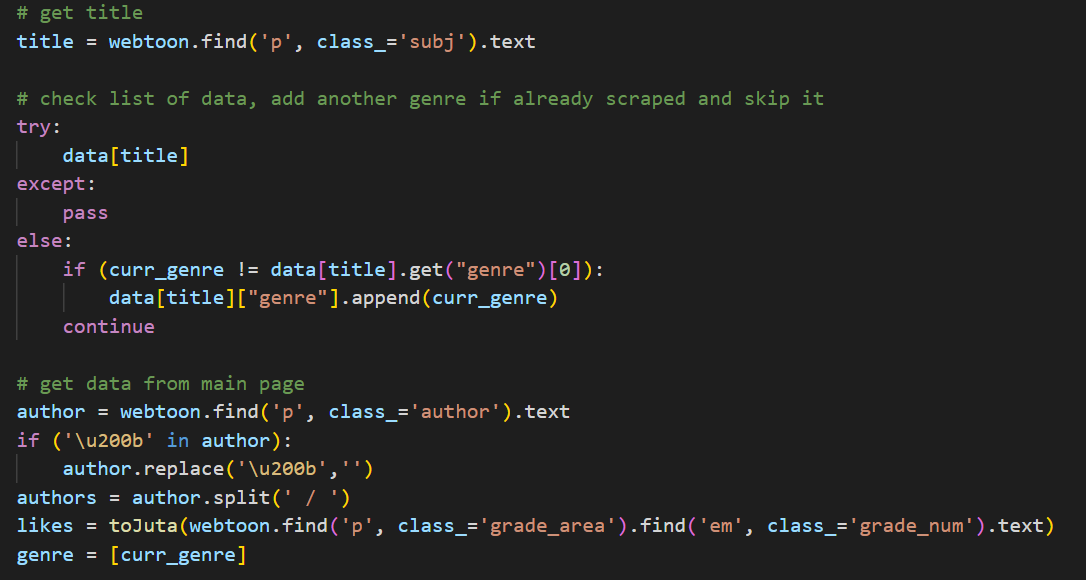 # get title
title = webtoon.find('p', class_='subj').text
# check list of data, add another genre if already scraped and skip it
try:
    data[title]
except:
    pass
else:
    if (curr_genre != data[title].get("genre")[0]):
        data[title]["genre"].append(curr_genre)
    continue
# get data from main page
author = webtoon.find('p', class_='author').text
if ('\u200b' in author):
    author.replace('\u200b','')
authors = author.split(' / ')
likes = toJuta(webtoon.find('p', class_='grade_area').find('em', class_='grade_num').text)
genre = [curr_genre]